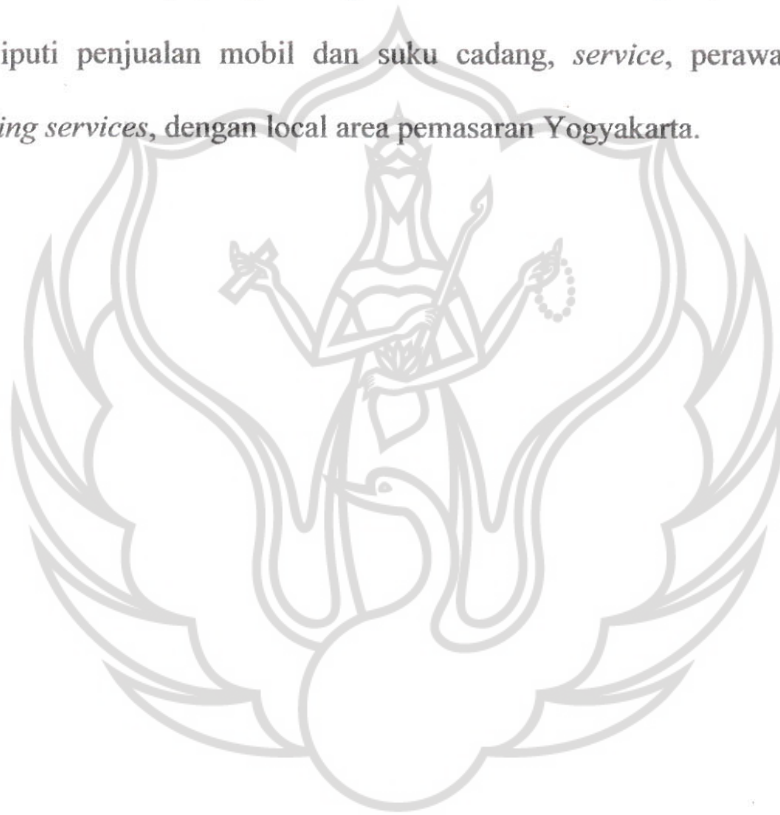 iputi penjualan mobil dan suku cadang, service, perawa
ing services, dengan local area pemasaran Yogyakarta.